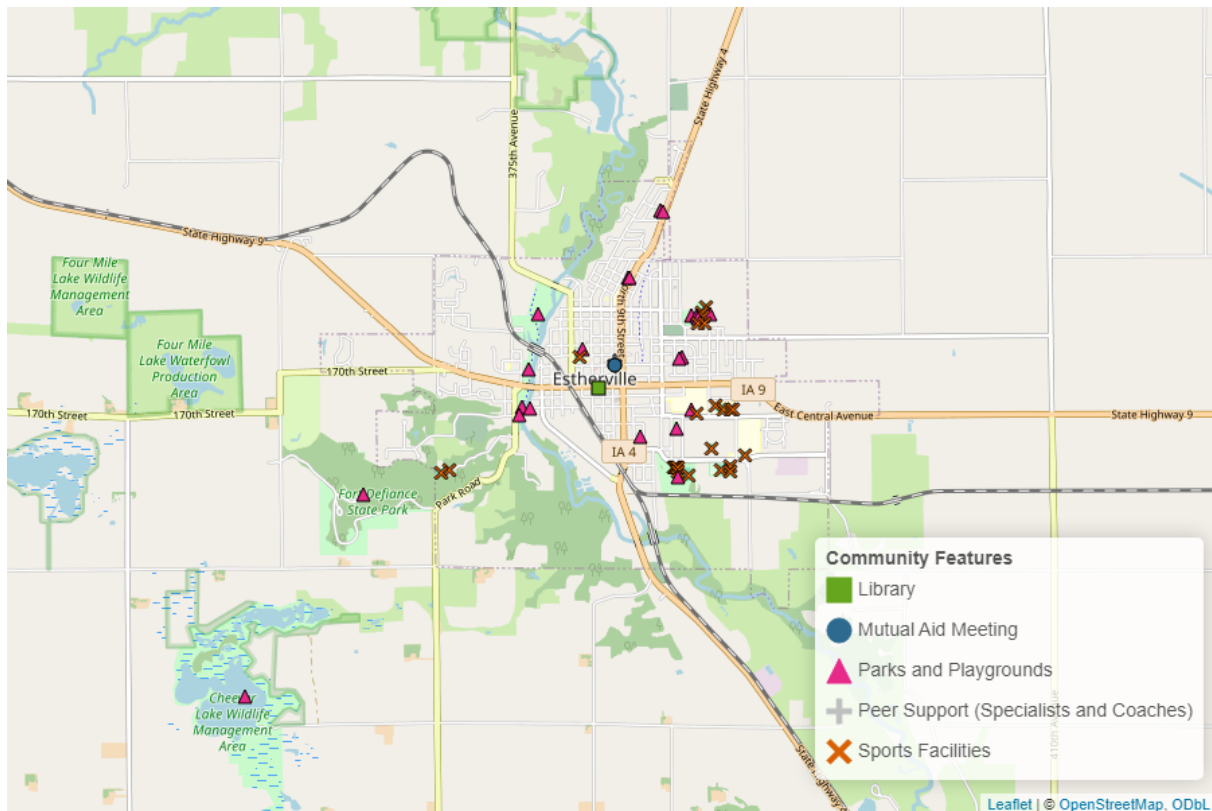 State Highway 4
375th Avenue
State Highway 9
Four Mile
Lake Wildlife
Management
Area
Four Mile
Lake Waterfowl
Production
Area
170th Street
170th Street
170th Street
Estherville
IA 9
East Central Avenue
State Highway 9
IA 4
Park Road
State Park
Lake Wildlife
Management
Area
State Highway
410th Avenue
Community Features
Library
Mutual Aid Meeting
Parks and Playgrounds
Peer Support (Specialists and Coaches)
Sports Facilities
Leaflet | © OpenStreetMap, ODbL